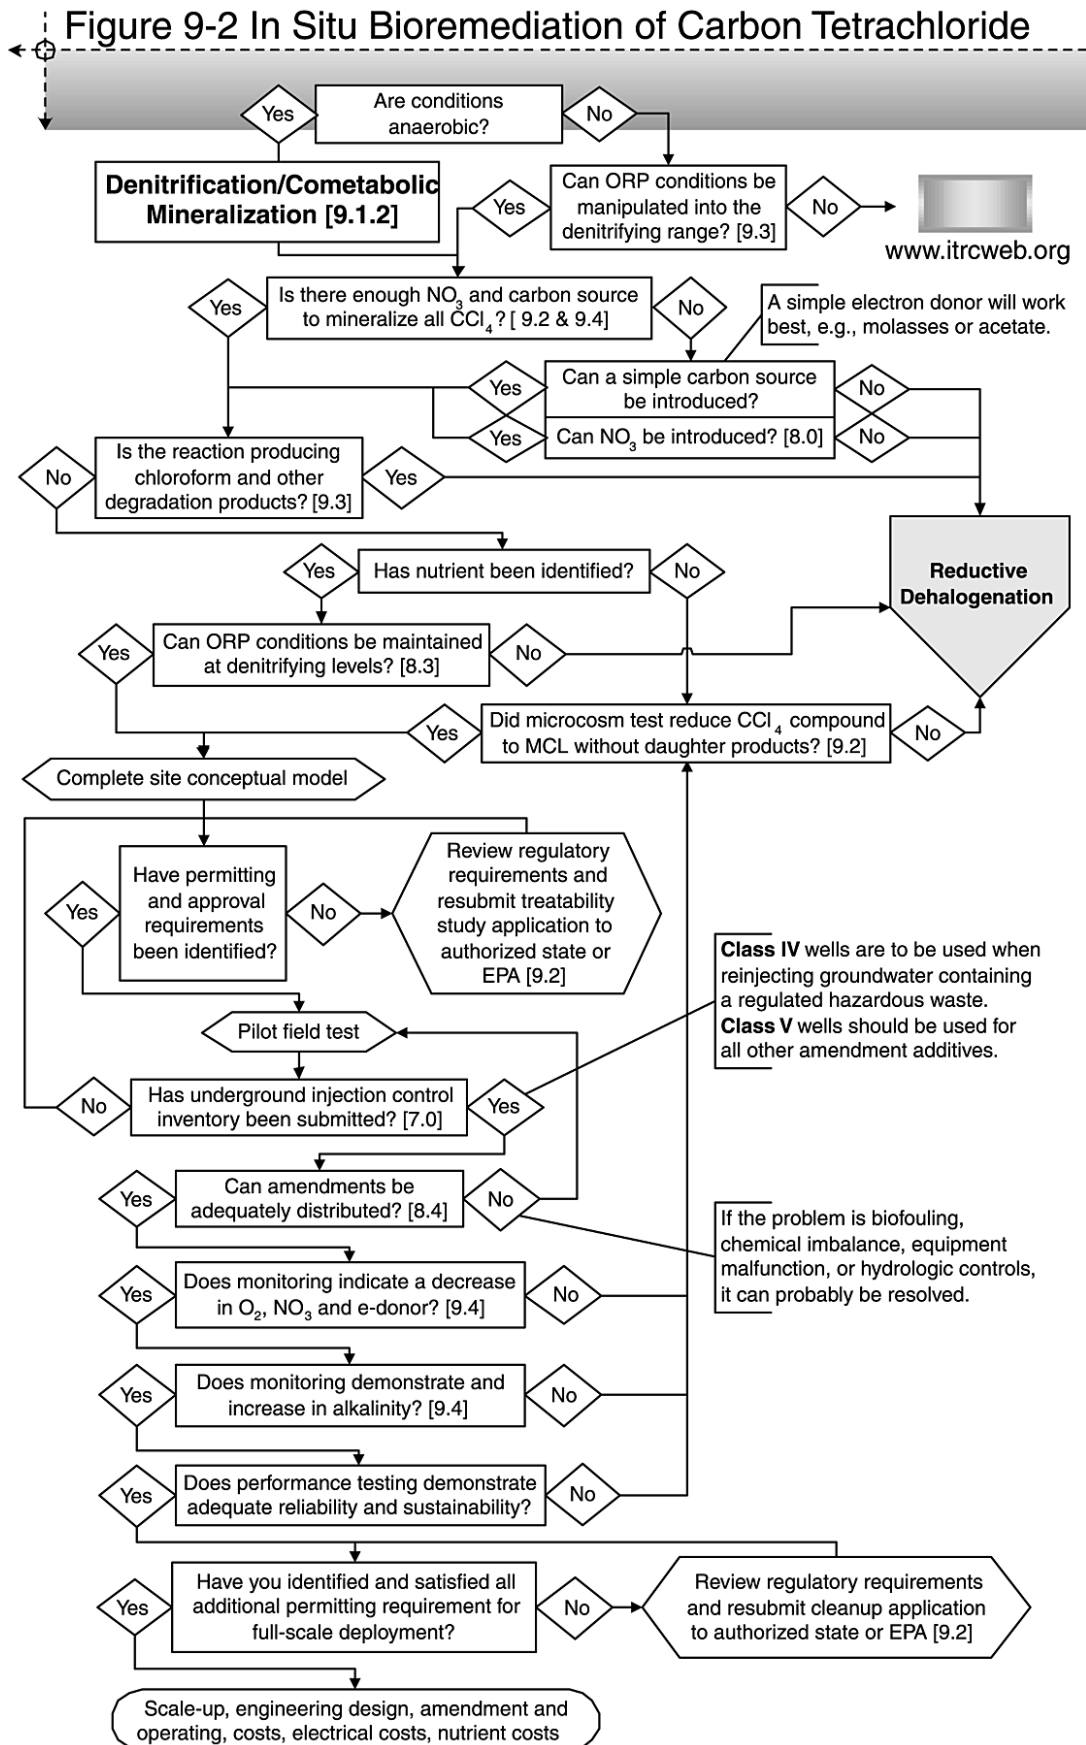 Figure 9-2 In Situ Bioremediation of Carbon Tetrachloride
Yes
Are conditions
anaerobic?
No
Denitrification/Cometabolic
Mineralization [9.1.2]
Yes
Can ORP conditions be
manipulated into the
denitrifying range? [9.3]
No
www.itrcweb.org
Yes
Is there enough NO3 and carbon source
to mineralize all CCl4? [ 9.2 & 9.4]
No
A simple electron donor will work
best, e.g., molasses or acetate.
Yes
Can a simple carbon source
be introduced?
No
Yes
Can NO3 be introduced? [8.0]
No
No
Is the reaction producing
chloroform and other
degradation products? [9.3]
Yes
Reductive
Dehalogenation
Yes
Has nutrient been identified?
No
Yes
Can ORP conditions be maintained
at denitrifying levels? [8.3]
No
Yes
Did microcosm test reduce CCl4 compound
to MCL without daughter products? [9.2]
No
Complete site conceptual model
Yes
Have permitting
and approval
requirements
been identified?
No
Review regulatory
requirements and
resubmit treatability
study application to
authorized state or
EPA [9.2]
Class IV wells are to be used when
reinjecting groundwater containing
a regulated hazardous waste.
Class V wells should be used for
all other amendment additives.
Pilot field test
No
Has underground injection control
inventory been submitted? [7.0]
Yes
Yes
Can amendments be
adequately distributed? [8.4]
No
If the problem is biofouling,
chemical imbalance, equipment
malfunction, or hydrologic controls,
it can probably be resolved.
Yes
Does monitoring indicate a decrease
in O2, NO3 and e-donor? [9.4]
No
Yes
Does monitoring demonstrate and
increase in alkalinity? [9.4]
No
Yes
Does performance testing demonstrate
adequate reliability and sustainability?
No
Yes
Have you identified and satisfied all
additional permitting requirement for
full-scale deployment?
No
Review regulatory requirements
and resubmit cleanup application
to authorized state or EPA [9.2]
Scale-up, engineering design, amendment and
operating, costs, electrical costs, nutrient costs